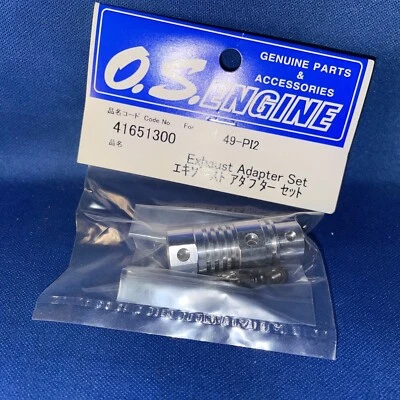 O.S. ENGINE
GENUINE PARTS
&
ACCESSORIES
品名コード Code No. For
41651300 49-PI2
品名
Exhaust Adapter Set
エキゾースト アダプター セット